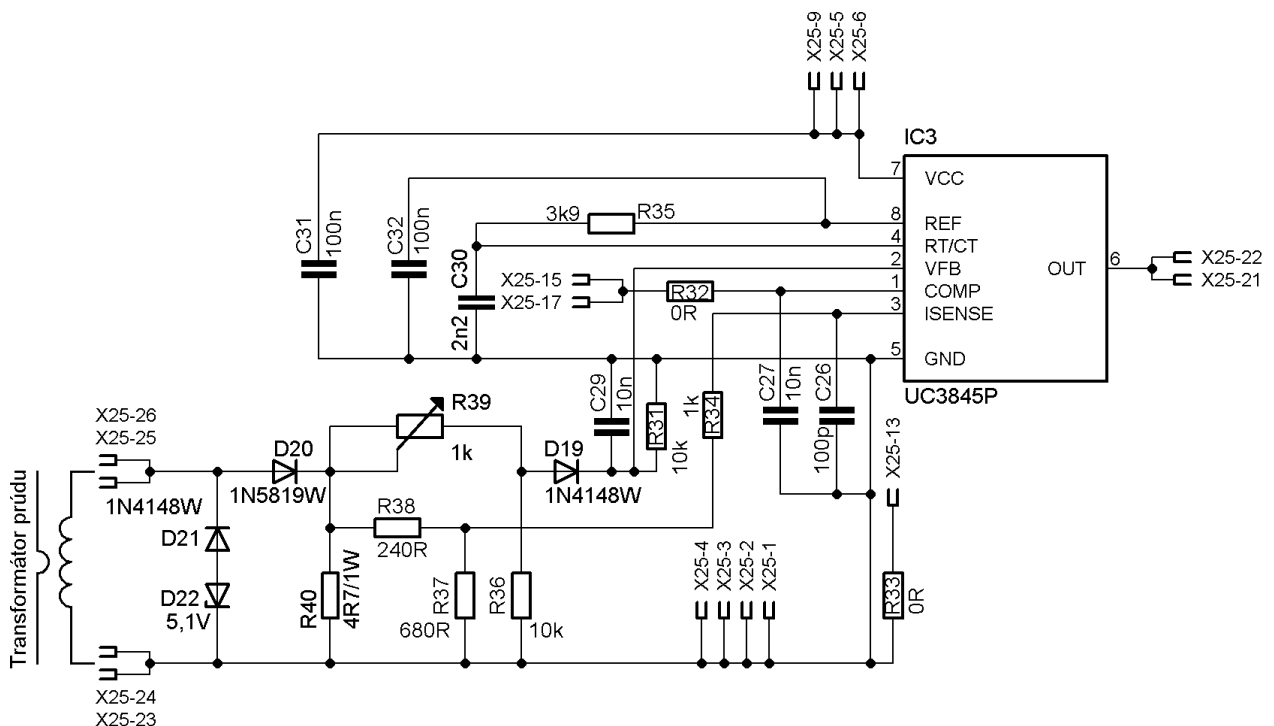 X25-9
X25-5
X25-6
IC3
7
VCC
8
REF
4
RT/CT
2
VFB
1
COMP
3
ISENSE
5
GND
OUT
6
UC3845P
X25-22
X25-21
C31
100n
C32
100n
3k9
R35
C30
2n2
X25-15
X25-17
R32
0R
C29
10n
R31
10k
1k
R34
C27
10n
C26
100p
X25-13
R39
1k
X25-26
X25-25
D20
1N5819W
D19
1N4148W
1N4148W
D21
D22
5,1V
R38
240R
R40
4R7/1W
R37
680R
R36
10k
X25-4
X25-3
X25-2
X25-1
R33
0R
Transformátor prúdu
X25-24
X25-23